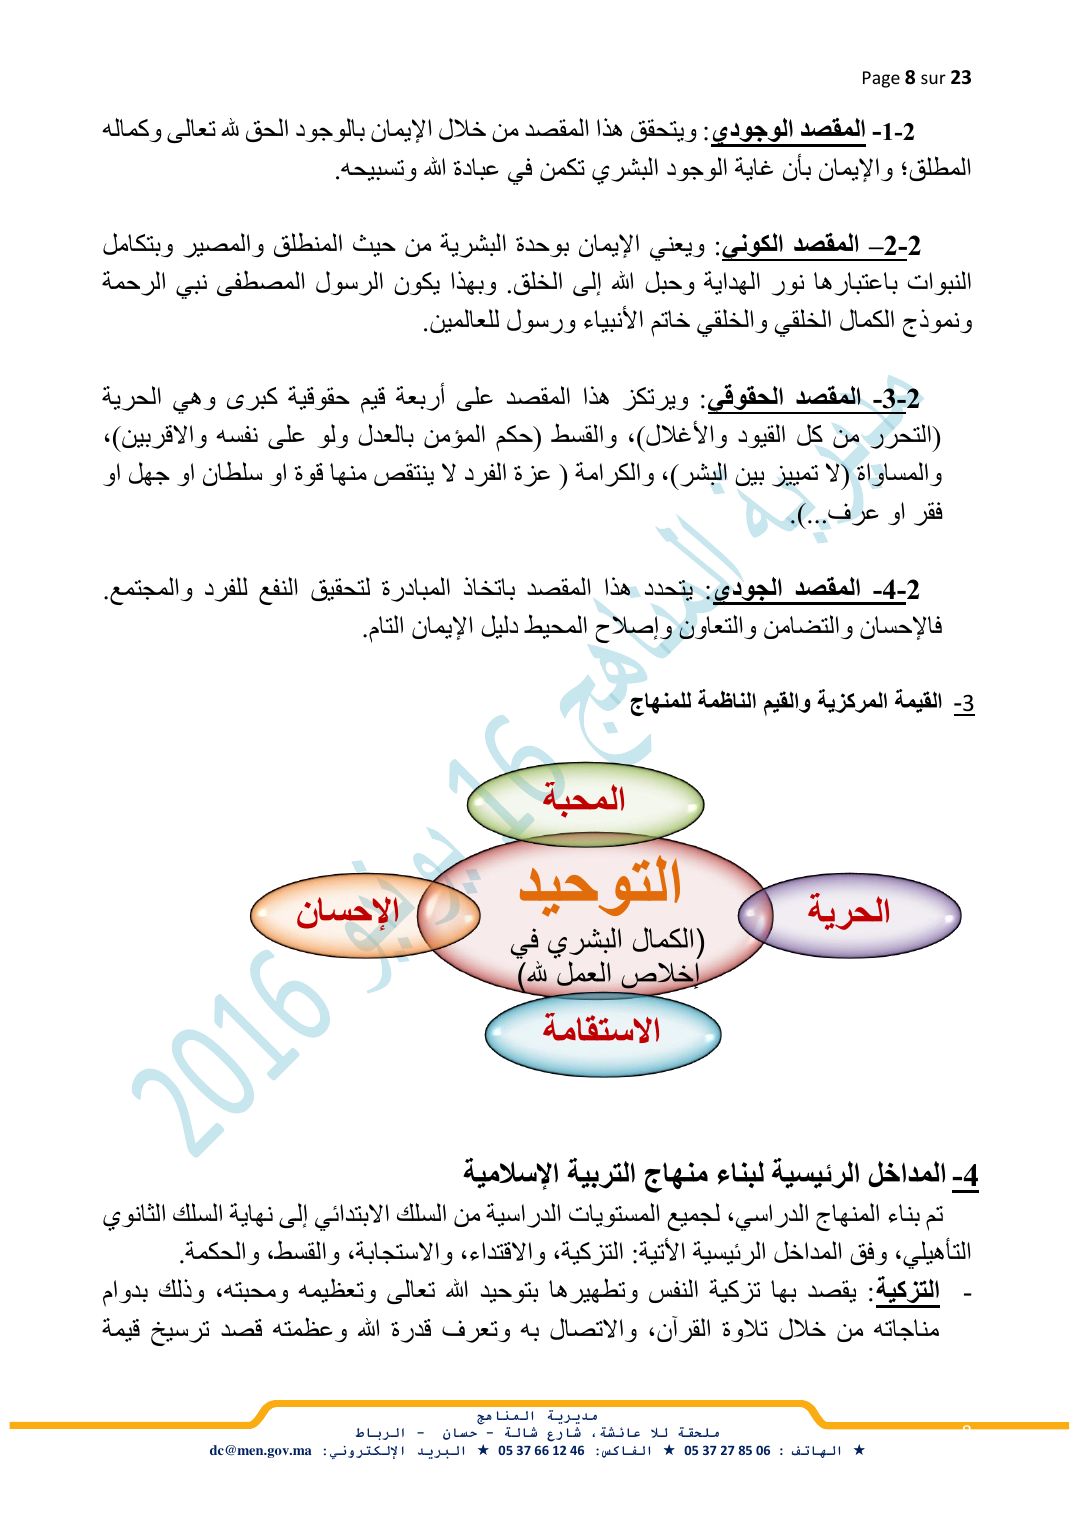 Page 8 sur 23
2-1- المقصد الوجودي: ويتحقق هذا المقصد من خلال الإيمان بالوجود الحق لله تعالى وكماله
المطلق؛ والإيمان بأن غاية الوجود البشري تكمن في عبادة الله وتسبيحه.
2-2– المقصد الكوني: ويعني الإيمان بوحدة البشرية من حيث المنطلق والمصير وبتكامل
النبوات باعتبارها نور الهداية وحبل الله إلى الخلق. وبهذا يكون الرسول المصطفى نبي الرحمة
ونموذج الكمال الخلقي والخلقي خاتم الأنبياء ورسول للعالمين.
2-3- المقصد الحقوقي: ويرتكز هذا المقصد على أربعة قيم حقوقية كبرى وهي الحرية
(التحرر من كل القيود والأغلال)، والقسط (حكم المؤمن بالعدل ولو على نفسه والاقربين)،
والمساواة (لا تمييز بين البشر)، والكرامة ( عزة الفرد لا ينتقص منها قوة او سلطان او جهل او
فقر او عرف...).
2-4- المقصد الجودي: يتحدد هذا المقصد باتخاذ المبادرة لتحقيق النفع للفرد والمجتمع.
فالإحسان والتضامن والتعاون وإصلاح المحيط دليل الإيمان التام.
3- القيمة المركزية والقيم الناظمة للمنهاج
المحبة
التوحيد
(الكمال البشري في
إخلاص العمل لله)
الحرية
الإحسان
الاستقامة
مديرية المناهج 16 يونيو 2016
4- المداخل الرئيسية لبناء منهاج التربية الإسلامية
تم بناء المنهاج الدراسي، لجميع المستويات الدراسية من السلك الابتدائي إلى نهاية السلك الثانوي
التأهيلي، وفق المداخل الرئيسية الأتية: التزكية، والاقتداء، والاستجابة، والقسط، والحكمة.
- التزكية: يقصد بها تزكية النفس وتطهيرها بتوحيد الله تعالى وتعظيمه ومحبته، وذلك بدوام
مناجاته من خلال تلاوة القرآن، والاتصال به وتعرف قدرة الله وعظمته قصد ترسيخ قيمة
مديرية المناهج
ملحقة للا عائشة، شارع شالة - حسان - الرباط
★ الهاتف : 05 37 27 85 06 ★ الفاكس: 05 37 66 12 46 ★ البريد الإلكتروني: dc@men.gov.ma